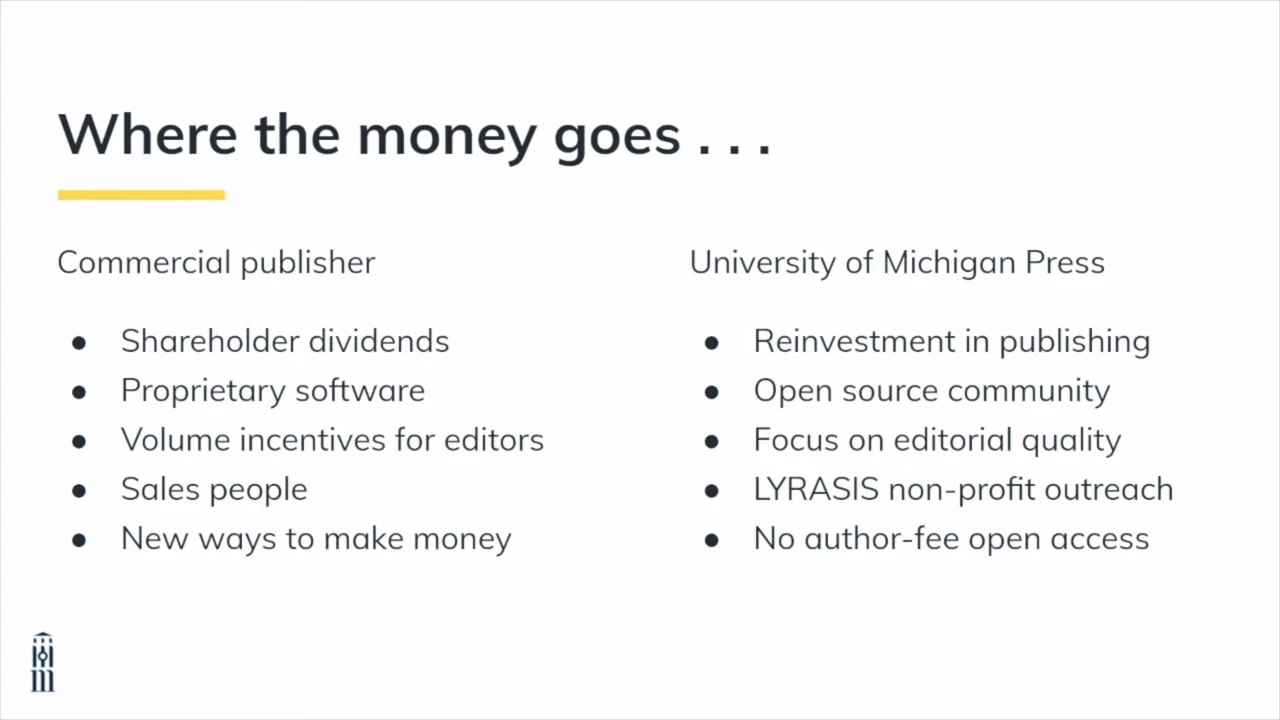 Where the money goes . . .
Commercial publisher
● Shareholder dividends
● Proprietary software
● Volume incentives for editors
● Sales people
● New ways to make money
University of Michigan Press
● Reinvestment in publishing
● Open source community
● Focus on editorial quality
● LYRASIS non-profit outreach
● No author-fee open access